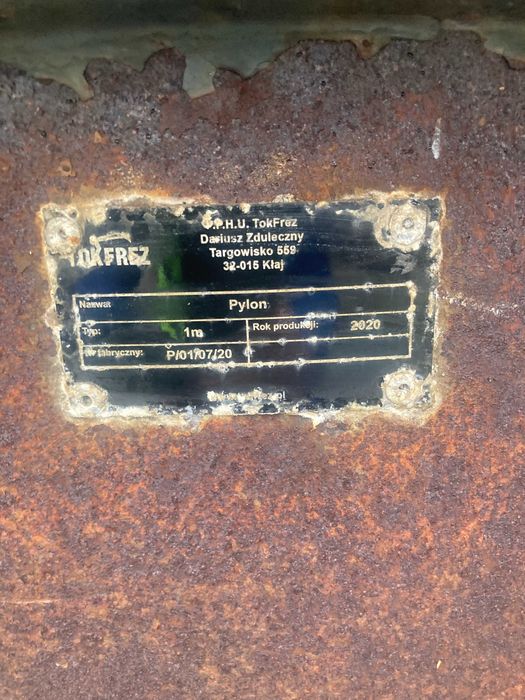 P.P.H.U. TokFrez
Dariusz Zduleczny
Targowisko 559
32-015 Kłaj
TOKFREZ
Nazwa: Pylon
Typ: 1m Rok produkcji: 2020
Nr fabryczny: P/01/07/20